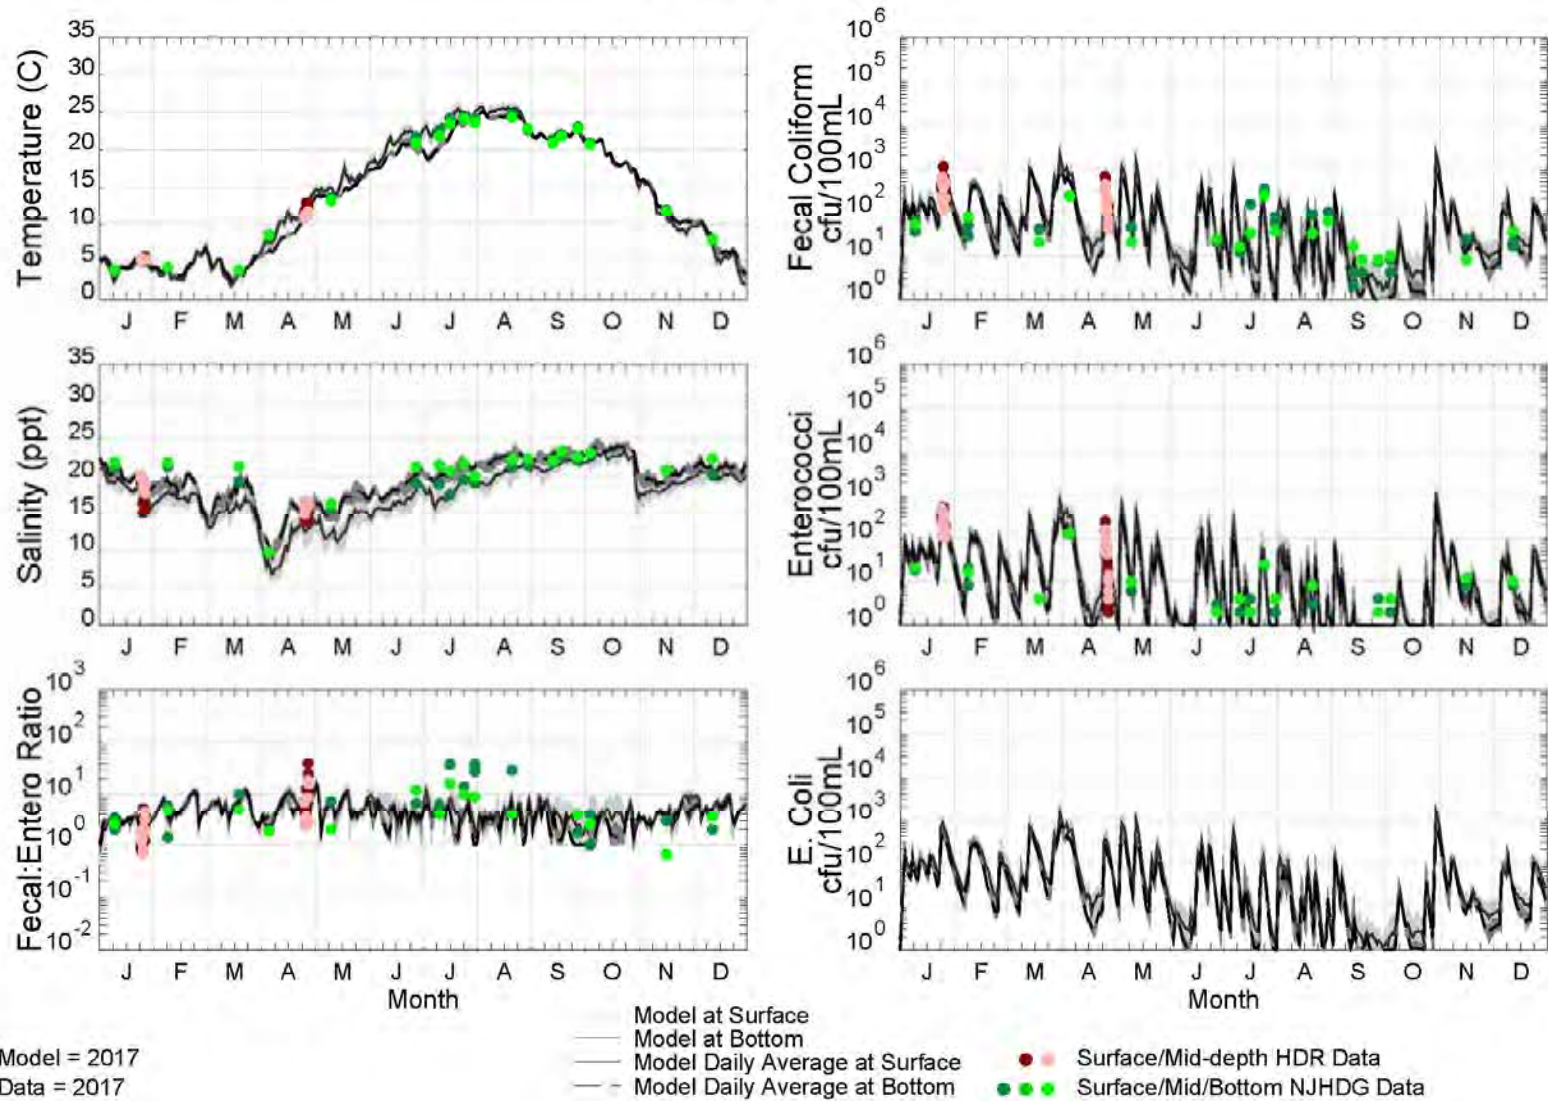 35
30
25
20
15
10
5
0
Temperature (C)
J F M A M J J A S O N D
10^6
10^5
10^4
10^3
10^2
10^1
10^0
Fecal Coliform
cfu/100mL
J F M A M J J A S O N D
35
30
25
20
15
10
5
0
Salinity (ppt)
J F M A M J J A S O N D
10^6
10^5
10^4
10^3
10^2
10^1
10^0
Enterococci
cfu/100mL
J F M A M J J A S O N D
10^3
10^2
10^1
10^0
10^-1
10^-2
Fecal:Entero Ratio
J F M A M J J A S O N D
Month
10^6
10^5
10^4
10^3
10^2
10^1
10^0
E. Coli
cfu/100mL
J F M A M J J A S O N D
Month
Model at Surface
Model at Bottom
Model Daily Average at Surface
Model Daily Average at Bottom
Surface/Mid-depth HDR Data
Surface/Mid/Bottom NJHDG Data
Model = 2017
Data = 2017